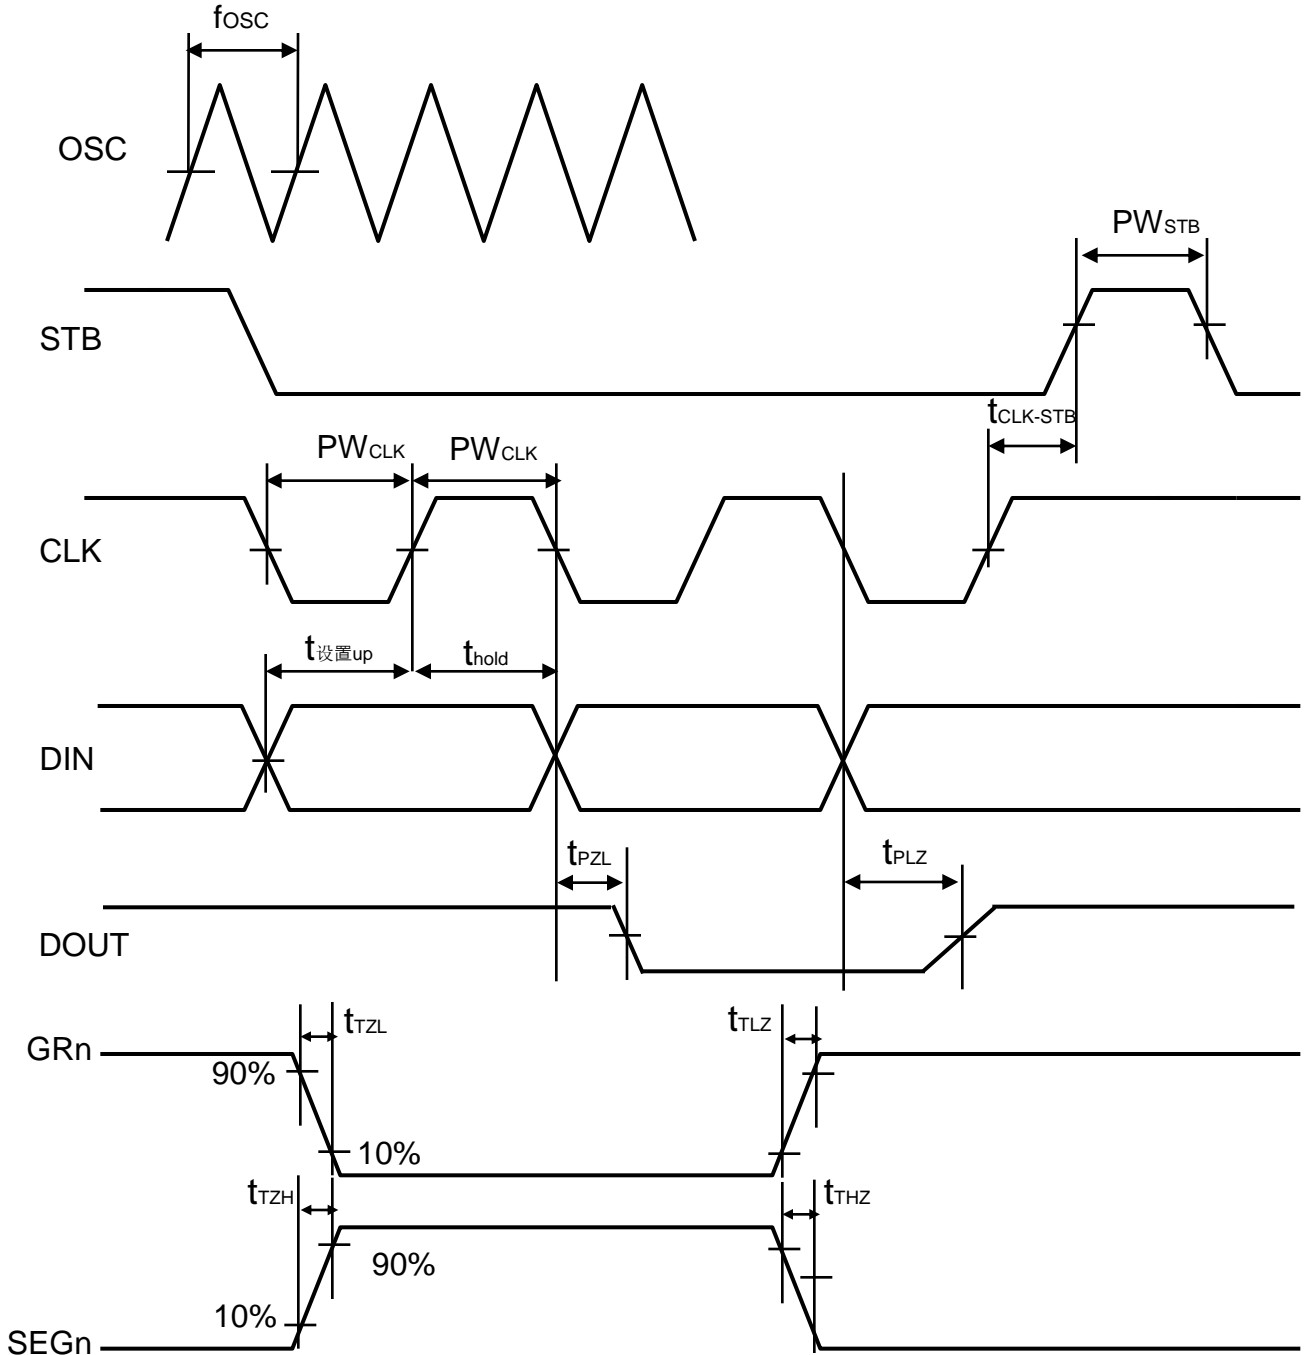 fOSC
OSC
PWSTB
STB
tCLK-STB
PWCLK PWCLK
CLK
t设置up thold
DIN
tPZL tPLZ
DOUT
tTZL tTLZ
GRn
90%
10%
tTZH tTHZ
90%
10%
SEGn